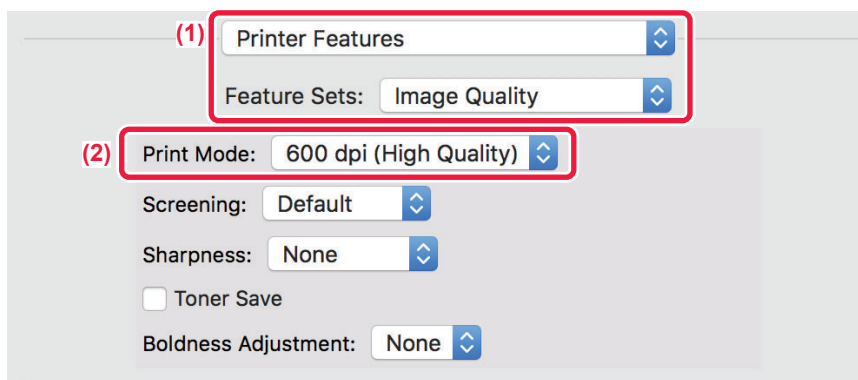 (1) Printer Features
Feature Sets: Image Quality
(2) Print Mode: 600 dpi (High Quality)
Screening: Default
Sharpness: None
Toner Save
Boldness Adjustment: None